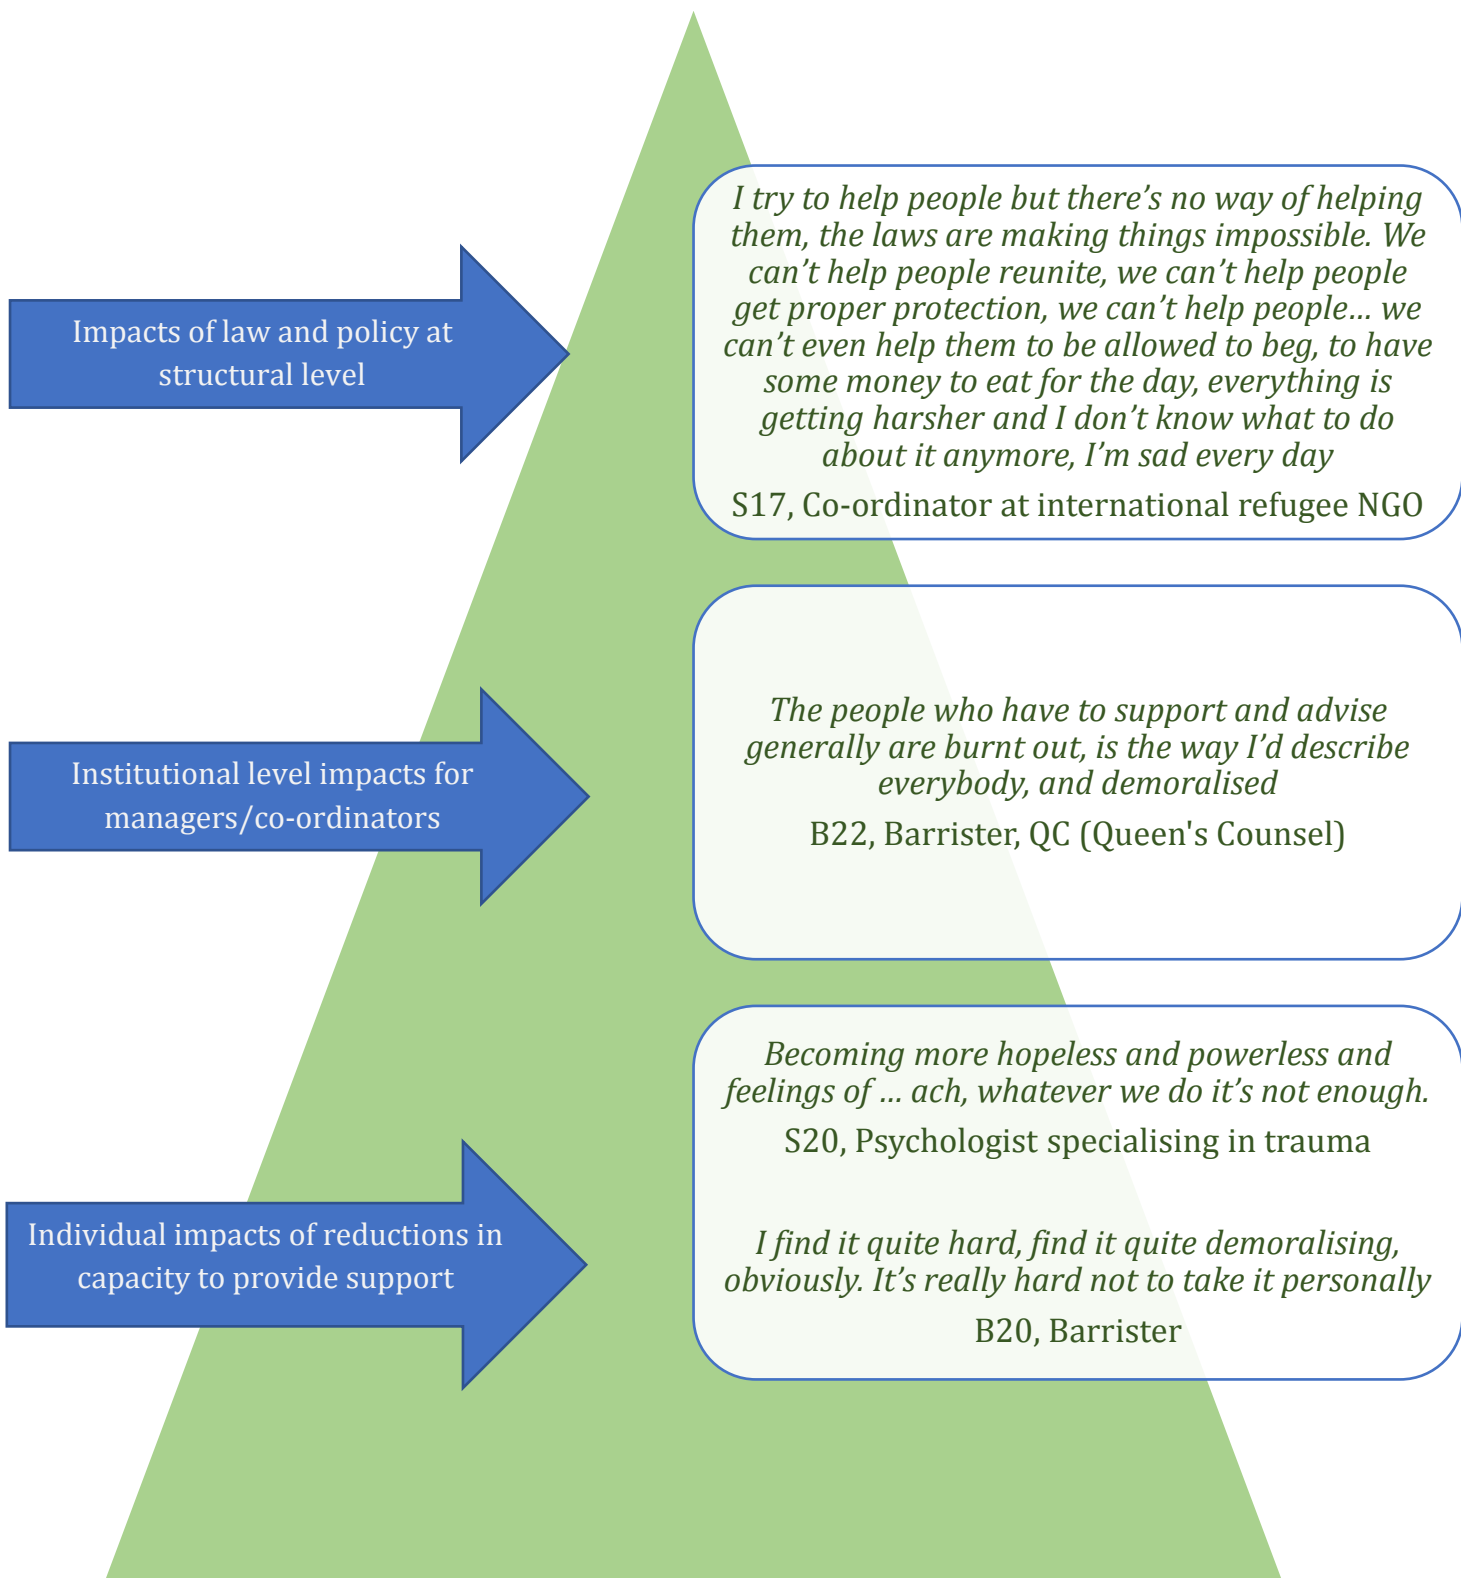 Impacts of law and policy at
structural level
I try to help people but there’s no way of helping
them, the laws are making things impossible. We
can’t help people reunite, we can’t help people
get proper protection, we can’t help people… we
can’t even help them to be allowed to beg, to have
some money to eat for the day, everything is
getting harsher and I don’t know what to do
about it anymore, I’m sad every day
S17, Co-ordinator at international refugee NGO
Institutional level impacts for
managers/co-ordinators
The people who have to support and advise
generally are burnt out, is the way I’d describe
everybody, and demoralised
B22, Barrister, QC (Queen's Counsel)
Individual impacts of reductions in
capacity to provide support
Becoming more hopeless and powerless and
feelings of … ach, whatever we do it’s not enough.
S20, Psychologist specialising in trauma
I find it quite hard, find it quite demoralising,
obviously. It’s really hard not to take it personally
B20, Barrister